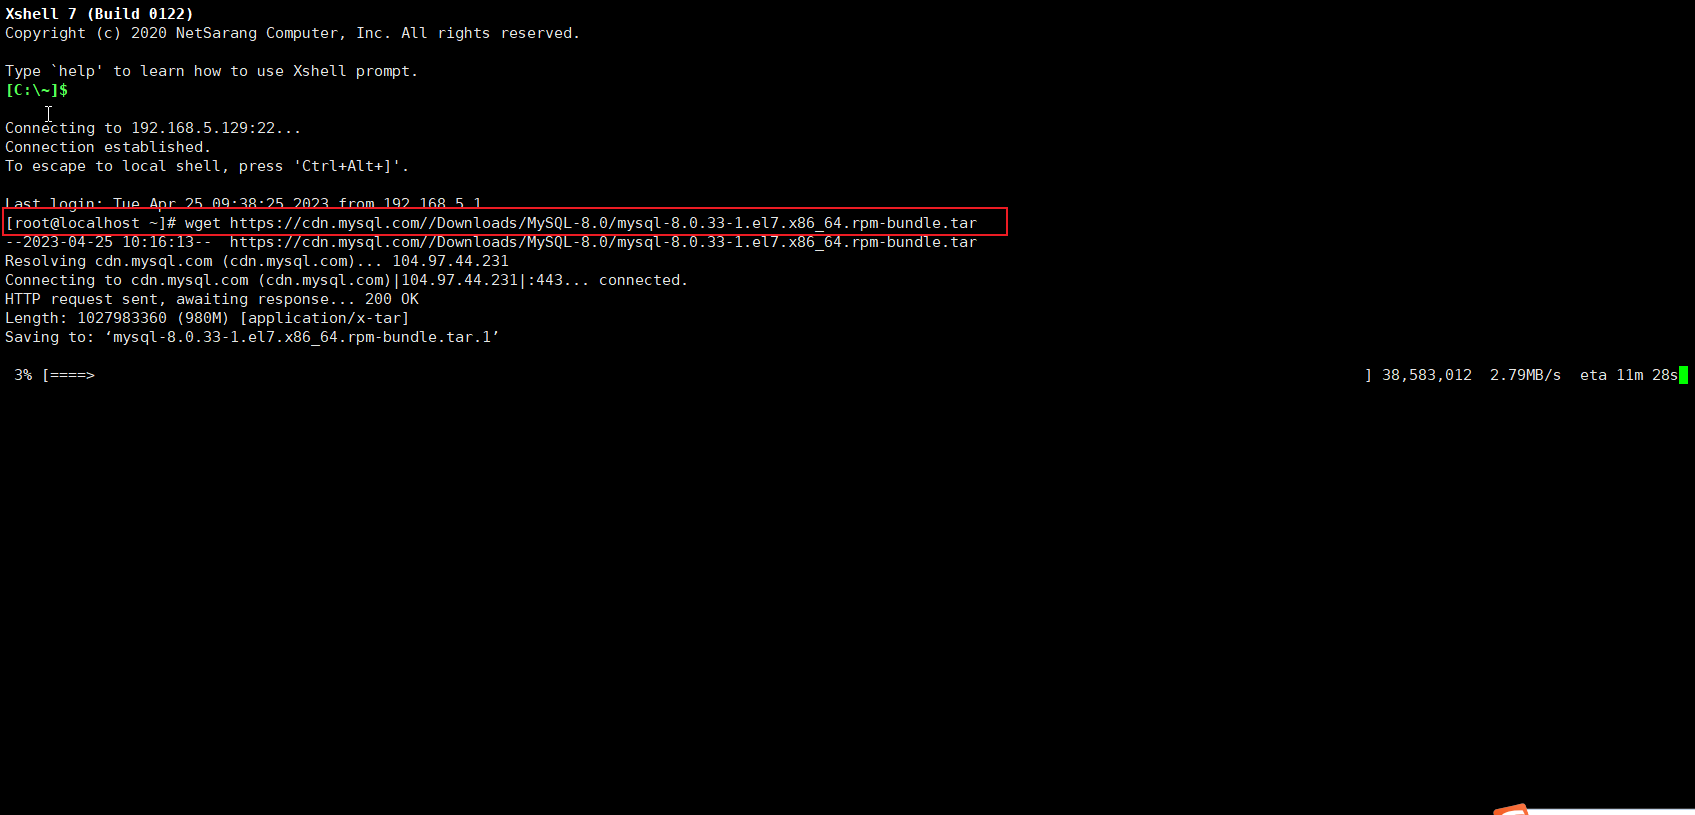 Xshell 7 (Build 0122)
Copyright (c) 2020 NetSarang Computer, Inc. All rights reserved.
Type `help' to learn how to use Xshell prompt.
[C:\~]$
Connecting to 192.168.5.129:22...
Connection established.
To escape to local shell, press 'Ctrl+Alt+]'.
Last login: Tue Apr 25 09:38:25 2023 from 192.168.5.1
[root@localhost ~]# wget https://cdn.mysql.com//Downloads/MySQL-8.0/mysql-8.0.33-1.el7.x86_64.rpm-bundle.tar
--2023-04-25 10:16:13--  https://cdn.mysql.com//Downloads/MySQL-8.0/mysql-8.0.33-1.el7.x86_64.rpm-bundle.tar
Resolving cdn.mysql.com (cdn.mysql.com)... 104.97.44.231
Connecting to cdn.mysql.com (cdn.mysql.com)|104.97.44.231|:443... connected.
HTTP request sent, awaiting response... 200 OK
Length: 1027983360 (980M) [application/x-tar]
Saving to: ‘mysql-8.0.33-1.el7.x86_64.rpm-bundle.tar.1’
3% [====> ] 38,583,012  2.79MB/s  eta 11m 28s